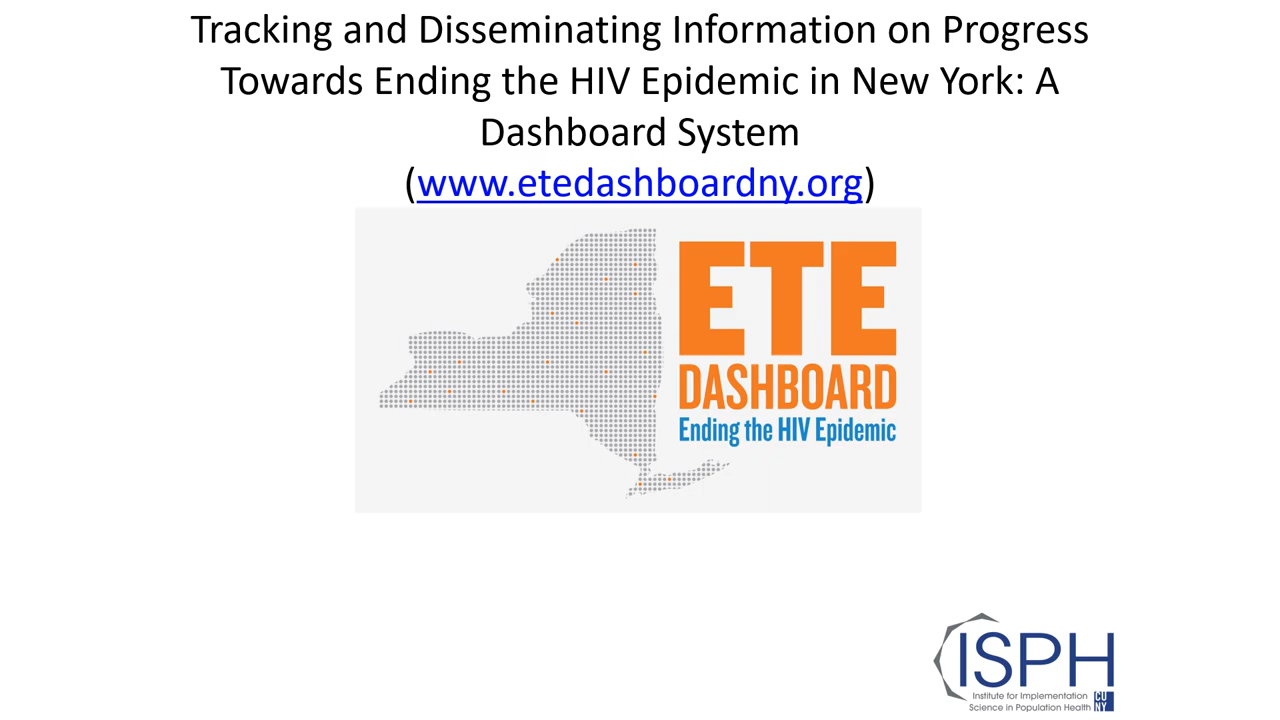 Tracking and Disseminating Information on Progress
Towards Ending the HIV Epidemic in New York: A
Dashboard System
(www.etedashboardny.org)
ETE
DASHBOARD
Ending the HIV Epidemic
ISPH
Institute for Implementation
Science in Population Health
CU
NY